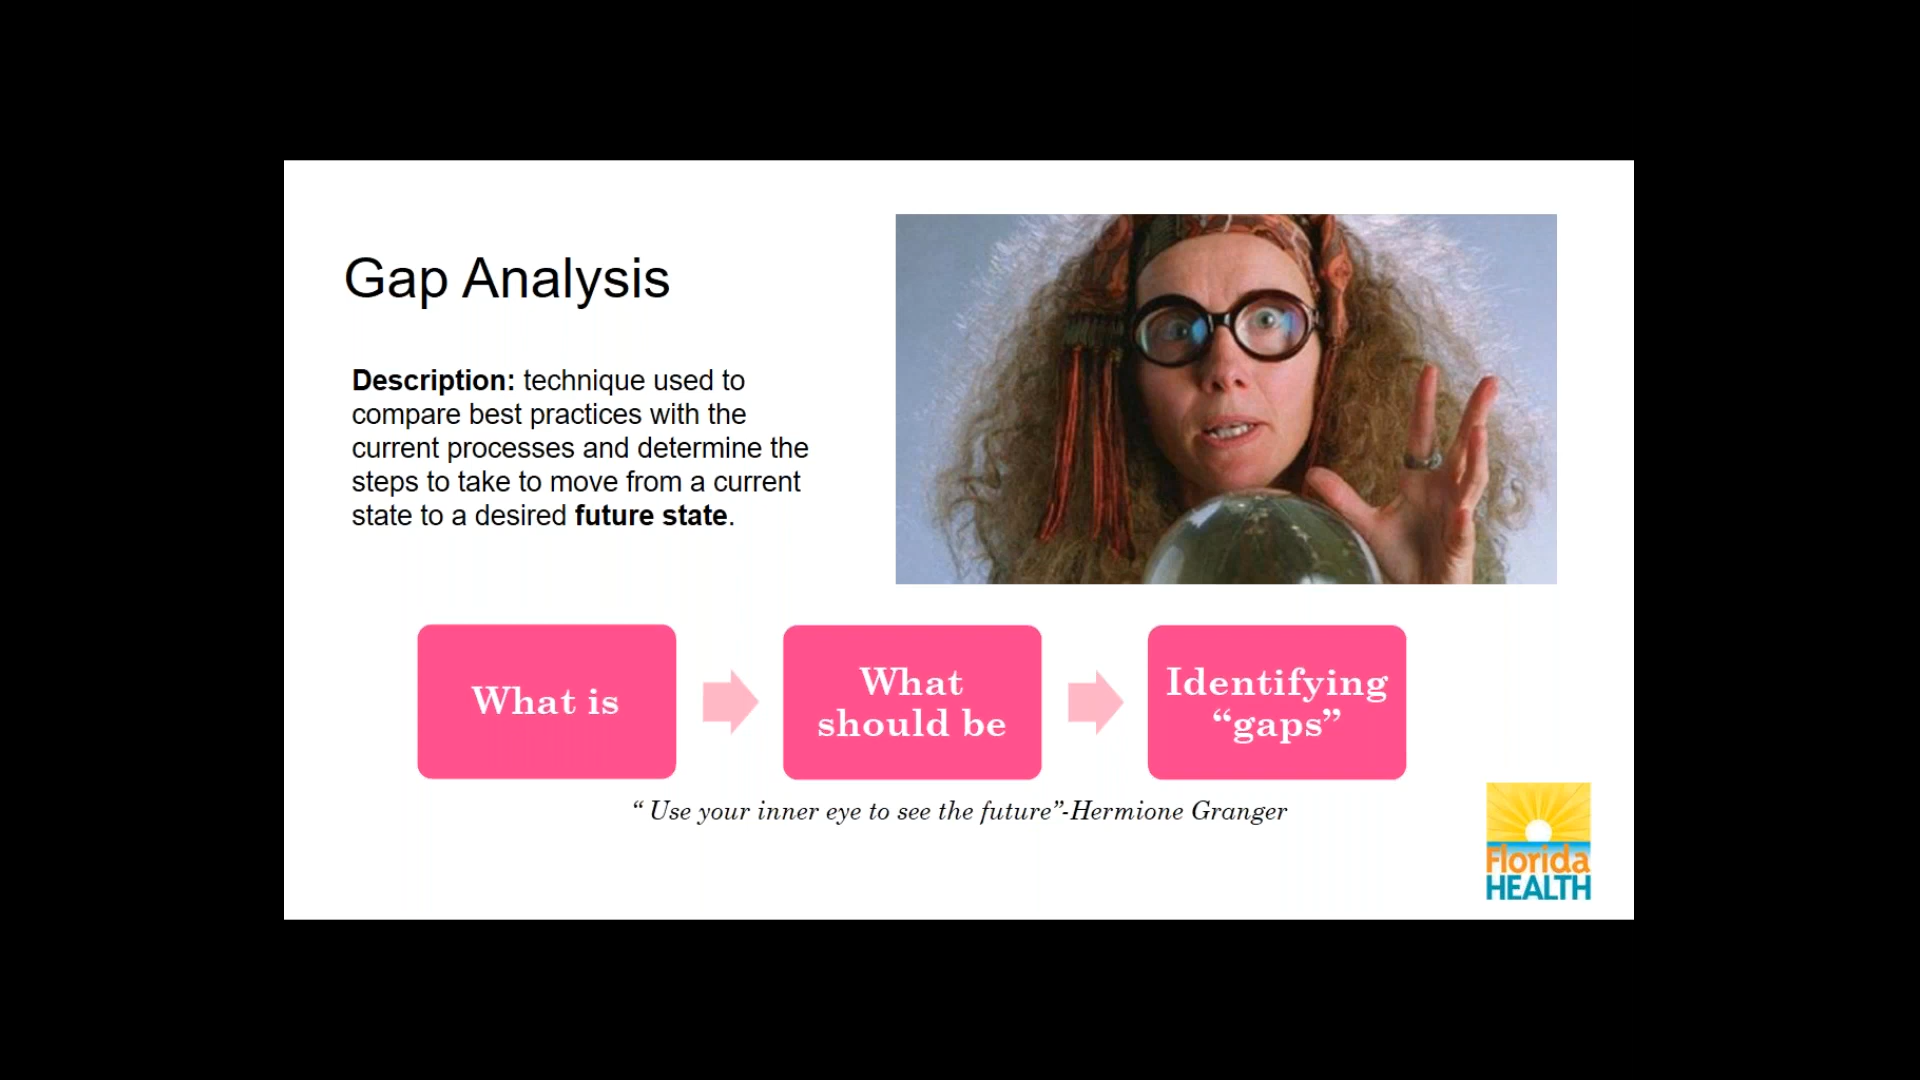 Gap Analysis
Description: technique used to
compare best practices with the
current processes and determine the
steps to take to move from a current
state to a desired future state.
What is
What
should be
Identifying
“gaps”
“ Use your inner eye to see the future”-Hermione Granger
Florida
HEALTH